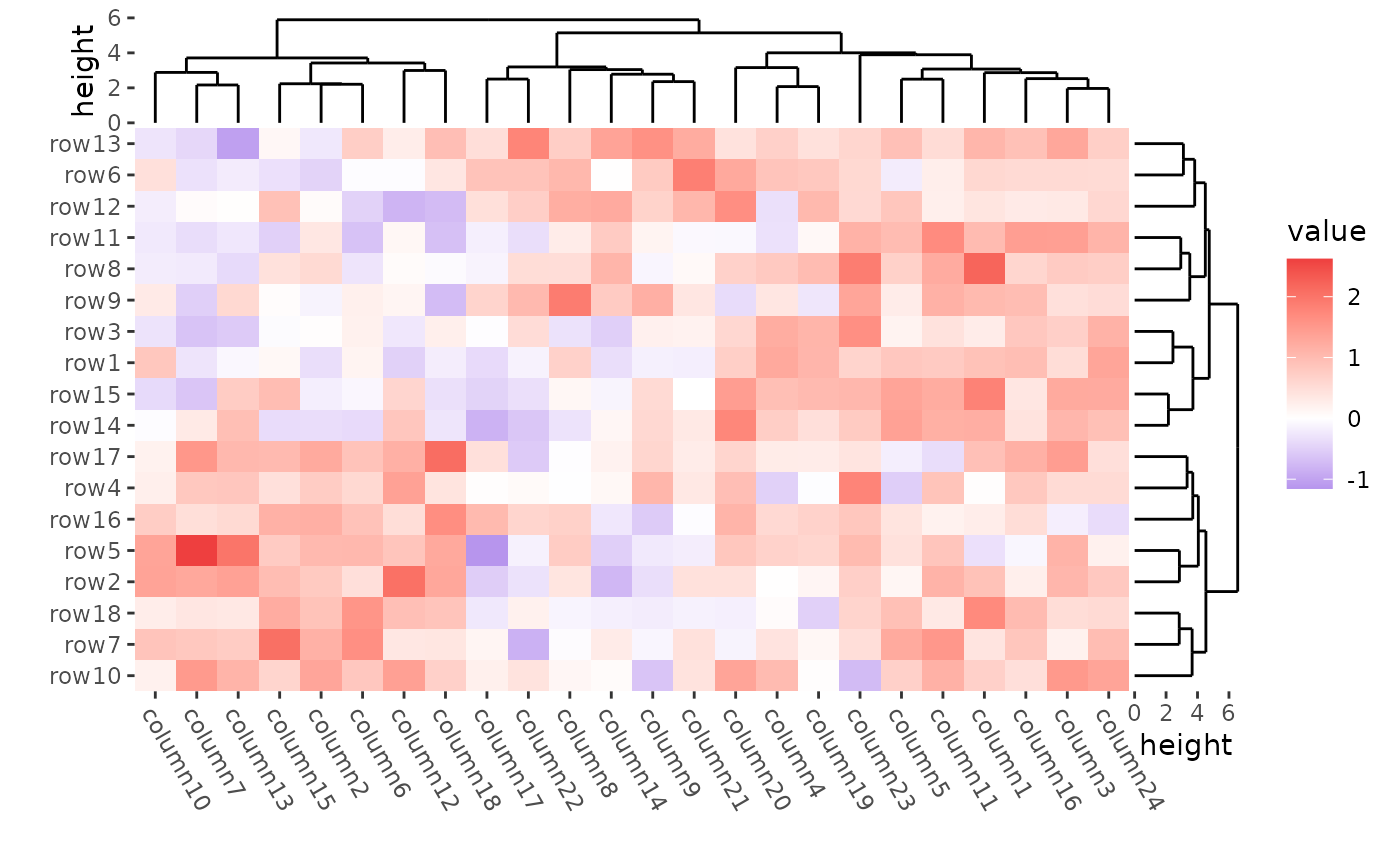 height
6
4
2
0
row13
row6
row12
row11
row8
row9
row3
row1
row15
row14
row17
row4
row16
row5
row2
row18
row7
row10
column10
column7
column13
column15
column2
column6
column12
column18
column17
column22
column8
column14
column9
column21
column20
column4
column19
column23
column5
column11
column1
column16
column3
column24
0 2 4 6
height
value
2
1
0
-1